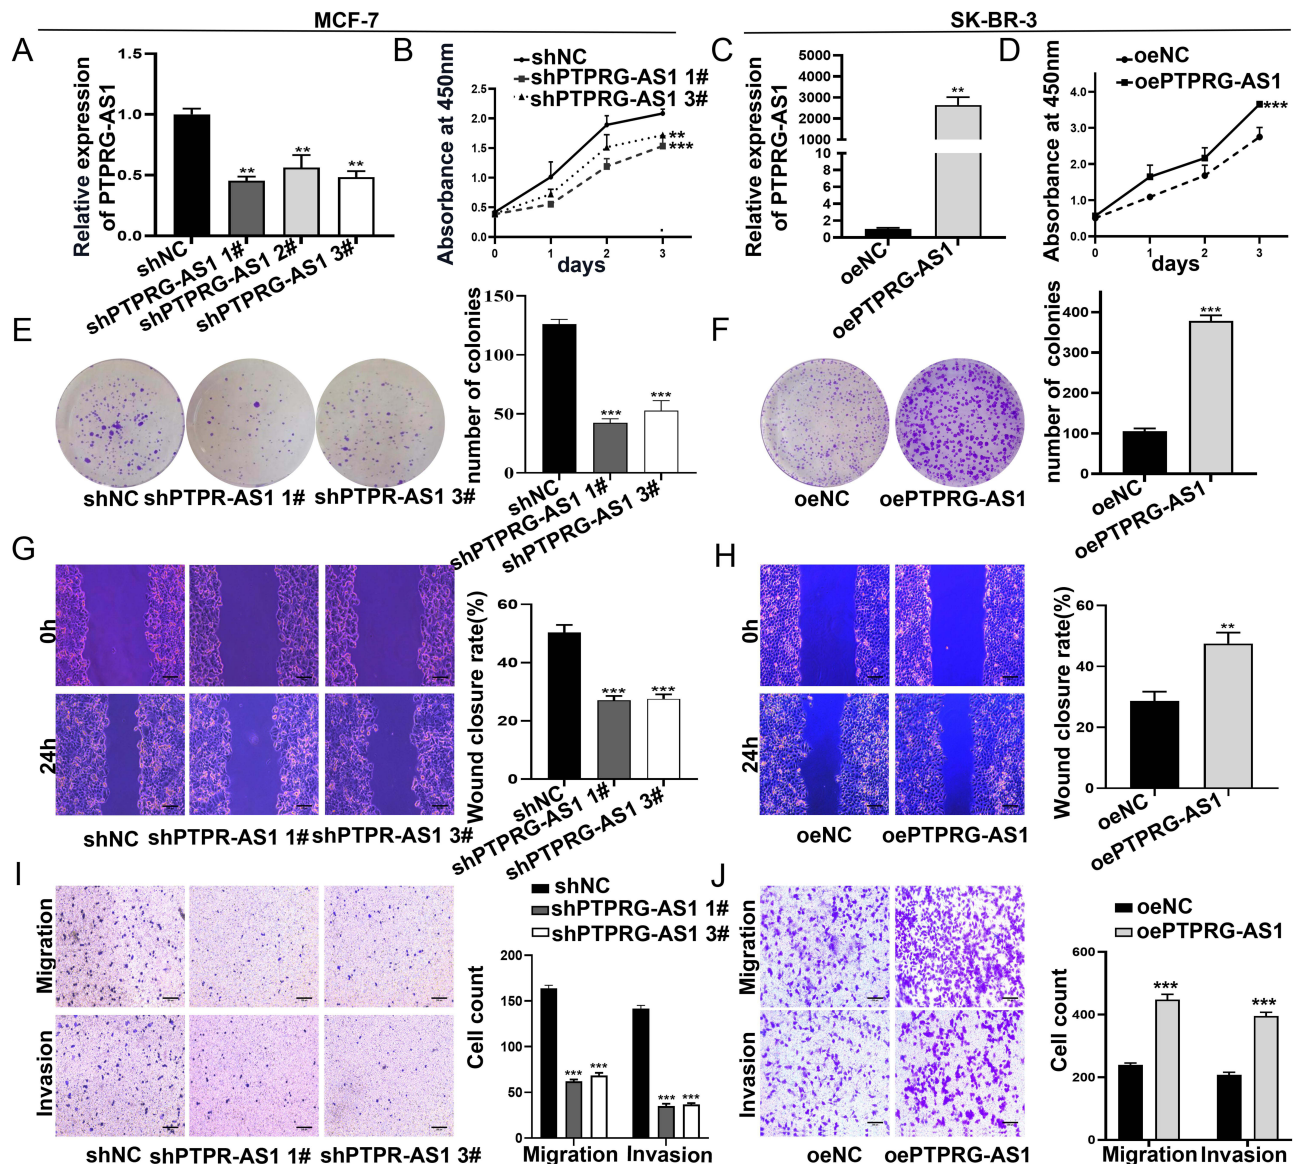 MCF-7
SK-BR-3
A
Relative expression
of PTPRG-AS1
1.5
1.0
0.5
0.0
**
**
**
shNC
shPTPRG-AS1 1#
shPTPRG-AS1 2#
shPTPRG-AS1 3#
B
Absorbance at 450nm
shNC
shPTPRG-AS1 1#
shPTPRG-AS1 3#
2.5
2.0
1.5
1.0
0.5
0.0
**
***
0 1 2 3
days
C
Relative expression
of PTPRG-AS1
5000
4000
3000
2000
1000
10
8
6
4
2
0
**
oeNC
oePTPRG-AS1
D
Absorbance at 450nm
oeNC
oePTPRG-AS1
4.0
3.0
2.0
1.0
0.0
***
0 1 2 3
days
E
shNC shPTPR-AS1 1# shPTPR-AS1 3#
number of colonies
150
100
50
0
***
***
shNC
shPTPRG-AS1 1#
shPTPRG-AS1 3#
F
oeNC oePTPRG-AS1
number of colonies
400
300
200
100
0
***
oeNC
oePTPRG-AS1
G
0h
24h
shNC shPTPR-AS1 1# shPTPR-AS1 3#
Wound closure rate(%)
60
40
20
0
***
***
shNC
shPTPRG-AS1 1#
shPTPRG-AS1 3#
H
0h
24h
oeNC oePTPRG-AS1
Wound closure rate(%)
60
40
20
0
**
oeNC
oePTPRG-AS1
I
Migration
Invasion
shNC shPTPR-AS1 1# shPTPR-AS1 3#
shNC
shPTPRG-AS1 1#
shPTPRG-AS1 3#
Cell count
200
150
100
50
0
***
***
***
***
Migration Invasion
J
Migration
Invasion
oeNC oePTPRG-AS1
oeNC
oePTPRG-AS1
Cell count
600
400
200
0
***
***
Migration Invasion